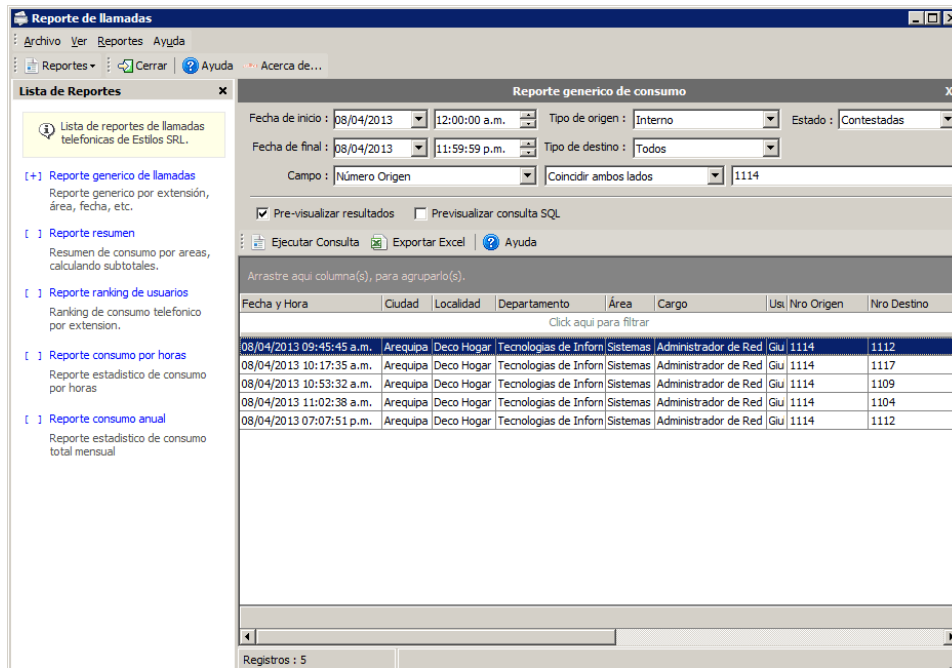 Reporte de llamadas
Archivo Ver Reportes Ayuda
Reportes Cerrar Ayuda Acerca de...
Lista de Reportes x
Lista de reportes de llamadas
telefonicas de Estilos SRL.
[+] Reporte generico de llamadas
Reporte generico por extensión,
área, fecha, etc.
[ ] Reporte resumen
Resumen de consumo por areas,
calculando subtotales.
[ ] Reporte ranking de usuarios
Ranking de consumo telefonico
por extension.
[ ] Reporte consumo por horas
Reporte estadistico de consumo
por horas
[ ] Reporte consumo anual
Reporte estadistico de consumo
total mensual
Reporte generico de consumo X
Fecha de inicio : 08/04/2013 12:00:00 a.m. Tipo de origen : Interno Estado : Contestadas
Fecha de final : 08/04/2013 11:59:59 p.m. Tipo de destino : Todos
Campo : Número Origen Coincidir ambos lados 1114
Pre-visualizar resultados Previsualizar consulta SQL
Ejecutar Consulta Exportar Excel Ayuda
Arrastre aqui columna(s), para agruparlo(s).
Fecha y Hora Ciudad Localidad Departamento Área Cargo Usu Nro Origen Nro Destino
Click aqui para filtrar
08/04/2013 09:45:45 a.m. Arequipa Deco Hogar Tecnologias de Inforn Sistemas Administrador de Red Giu 1114 1112
08/04/2013 10:17:35 a.m. Arequipa Deco Hogar Tecnologias de Inforn Sistemas Administrador de Red Giu 1114 1117
08/04/2013 10:53:32 a.m. Arequipa Deco Hogar Tecnologias de Inforn Sistemas Administrador de Red Giu 1114 1109
08/04/2013 11:02:38 a.m. Arequipa Deco Hogar Tecnologias de Inforn Sistemas Administrador de Red Giu 1114 1104
08/04/2013 07:07:51 p.m. Arequipa Deco Hogar Tecnologias de Inforn Sistemas Administrador de Red Giu 1114 1112
Registros : 5